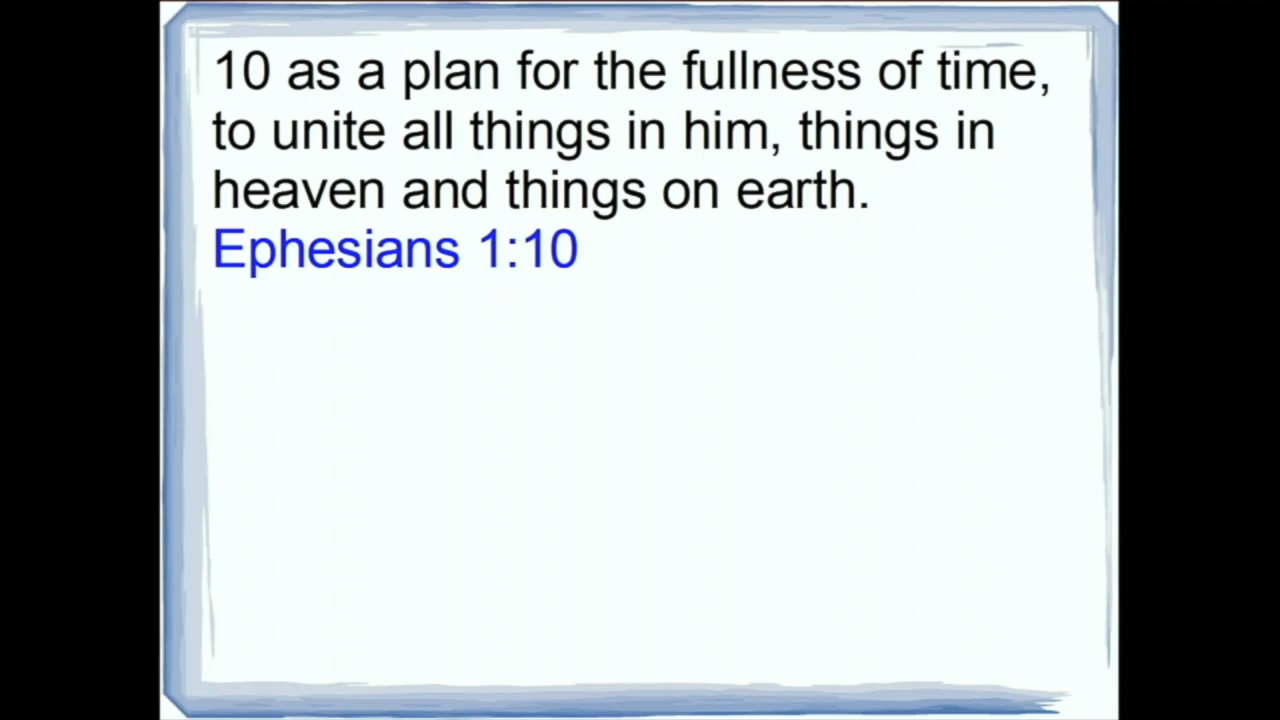 10 as a plan for the fullness of time,
to unite all things in him, things in
heaven and things on earth.
Ephesians 1:10